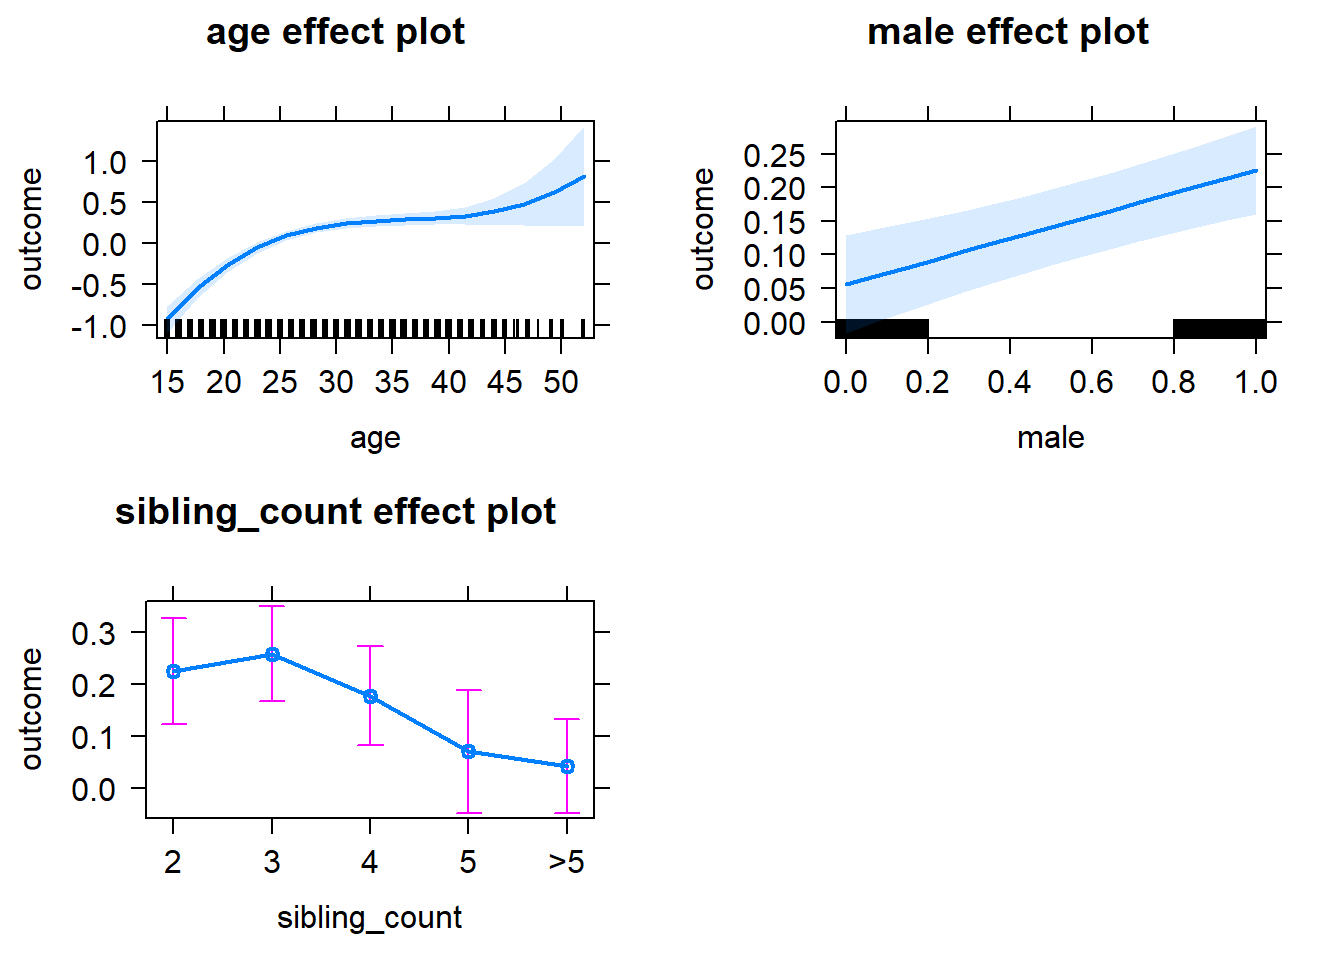 age effect plot
outcome
1.0
0.5
0.0
-0.5
-1.0
15 20 25 30 35 40 45 50
age
male effect plot
outcome
0.25
0.20
0.15
0.10
0.05
0.00
0.0 0.2 0.4 0.6 0.8 1.0
male
sibling_count effect plot
outcome
0.3
0.2
0.1
0.0
2 3 4 5 >5
sibling_count